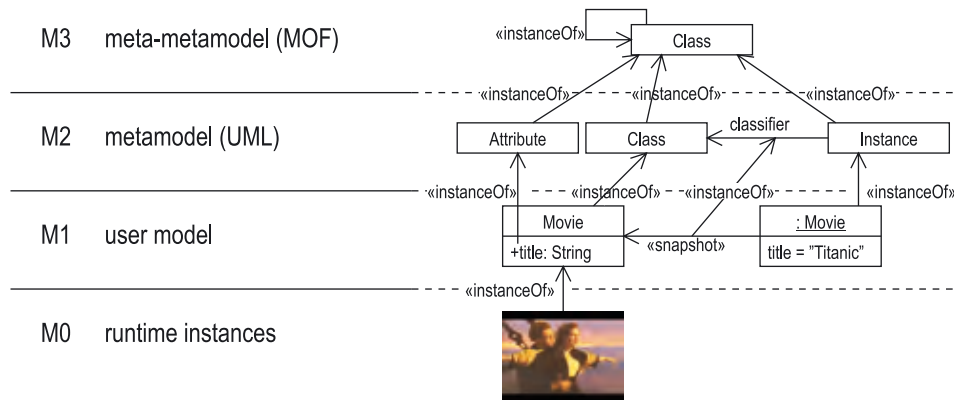 M3 meta-metamodel (MOF)
«instanceOf»
Class
«instanceOf» «instanceOf» «instanceOf»
M2 metamodel (UML)
Attribute Class classifier Instance
«instanceOf» «instanceOf» «instanceOf» «instanceOf»
M1 user model
Movie : Movie
+title: String «snapshot» title = ”Titanic”
«instanceOf»
M0 runtime instances